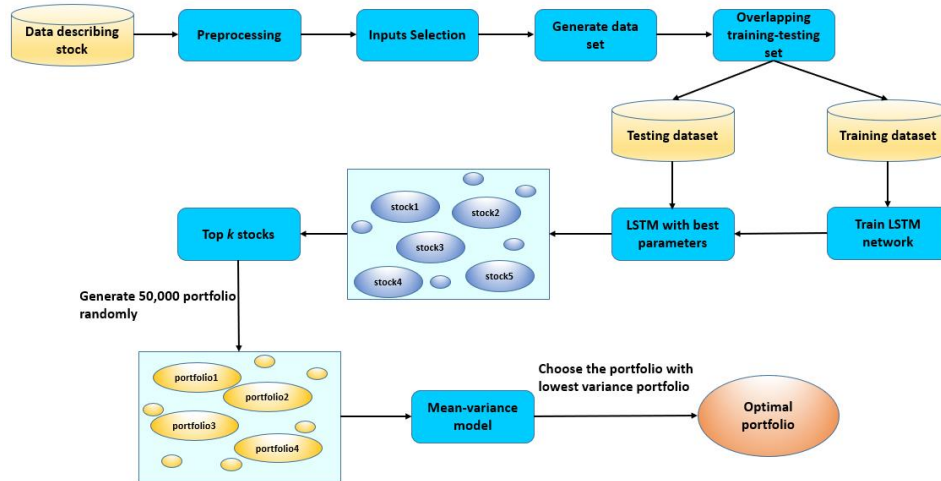 Data describing
stock
Preprocessing
Inputs Selection
Generate data
set
Overlapping
training-testing
set
Testing dataset
Training dataset
stock1
stock2
stock3
stock4
stock5
Top k stocks
LSTM with best
parameters
Train LSTM
network
Generate 50,000 portfolio
randomly
portfolio1
portfolio2
portfolio3
portfolio4
Mean-variance
model
Choose the portfolio with
lowest variance portfolio
Optimal
portfolio